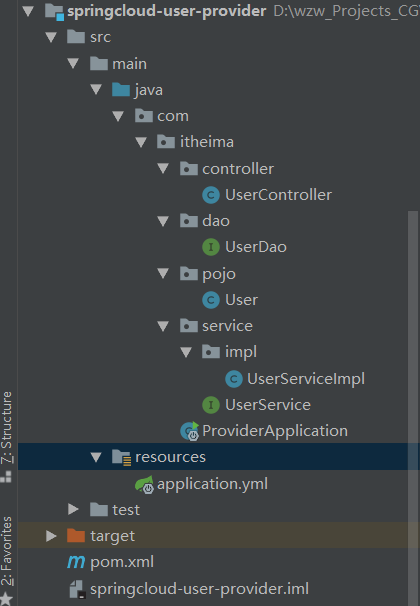 springcloud-user-provider D:\wzw_Projects_CG
src
main
java
com
itheima
controller
UserController
dao
UserDao
pojo
User
service
impl
UserServiceImpl
UserService
ProviderApplication
resources
application.yml
test
target
pom.xml
springcloud-user-provider.iml
7: Structure
2: Favorites